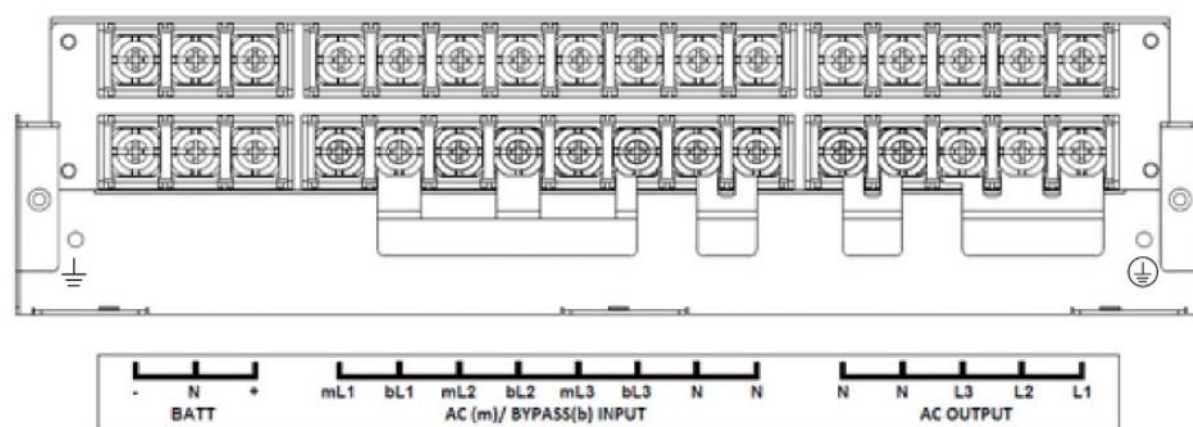 - N + mL1 bL1 mL2 bL2 mL3 bL3 N N N N L3 L2 L1
BATT AC (m)/ BYPASS(b) INPUT AC OUTPUT